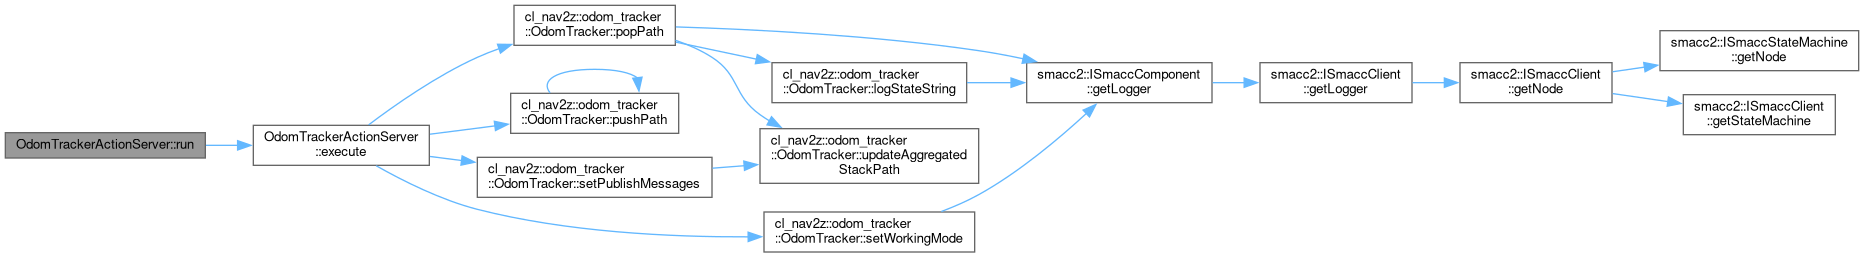 OdomTrackerActionServer::run
OdomTrackerActionServer
::execute
cl_nav2z::odom_tracker
::OdomTracker::popPath
cl_nav2z::odom_tracker
::OdomTracker::pushPath
cl_nav2z::odom_tracker
::OdomTracker::setPublishMessages
cl_nav2z::odom_tracker
::OdomTracker::logStateString
cl_nav2z::odom_tracker
::OdomTracker::updateAggregated
StackPath
cl_nav2z::odom_tracker
::OdomTracker::setWorkingMode
smacc2::ISmaccComponent
::getLogger
smacc2::ISmaccClient
::getLogger
smacc2::ISmaccClient
::getNode
smacc2::ISmaccStateMachine
::getNode
smacc2::ISmaccClient
::getStateMachine